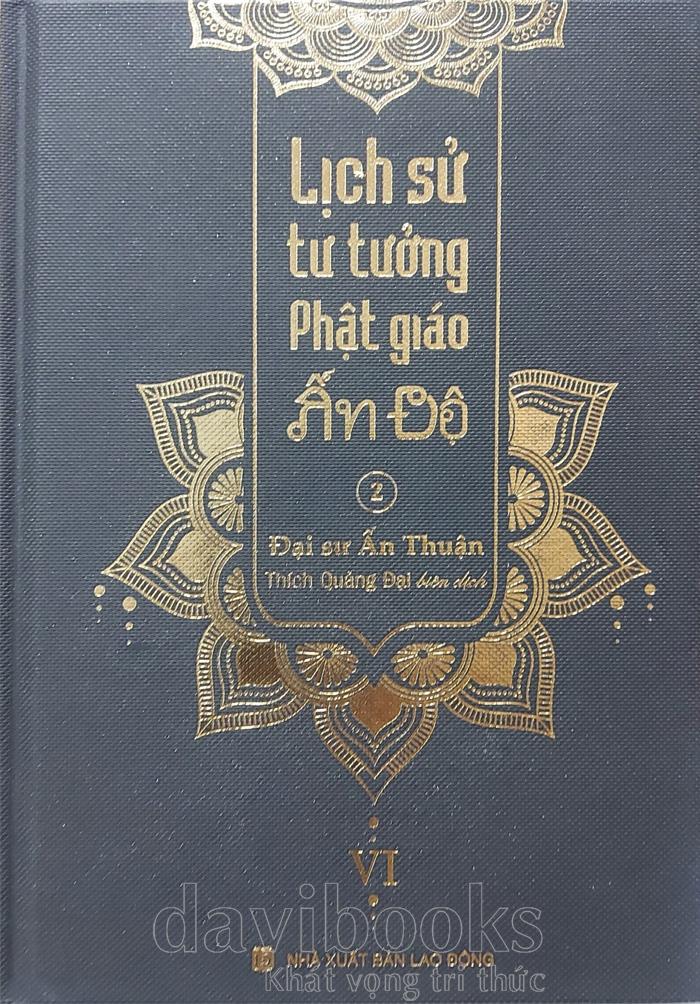 Lịch sử
tư tưởng
Phật giáo
Ấn Độ
2
Đại sư Ấn Thuận
Thích Quảng Đại biên dịch
VI
davibooks
NHÀ XUẤT BẢN LAO ĐỘNG
Khát vọng tri thức